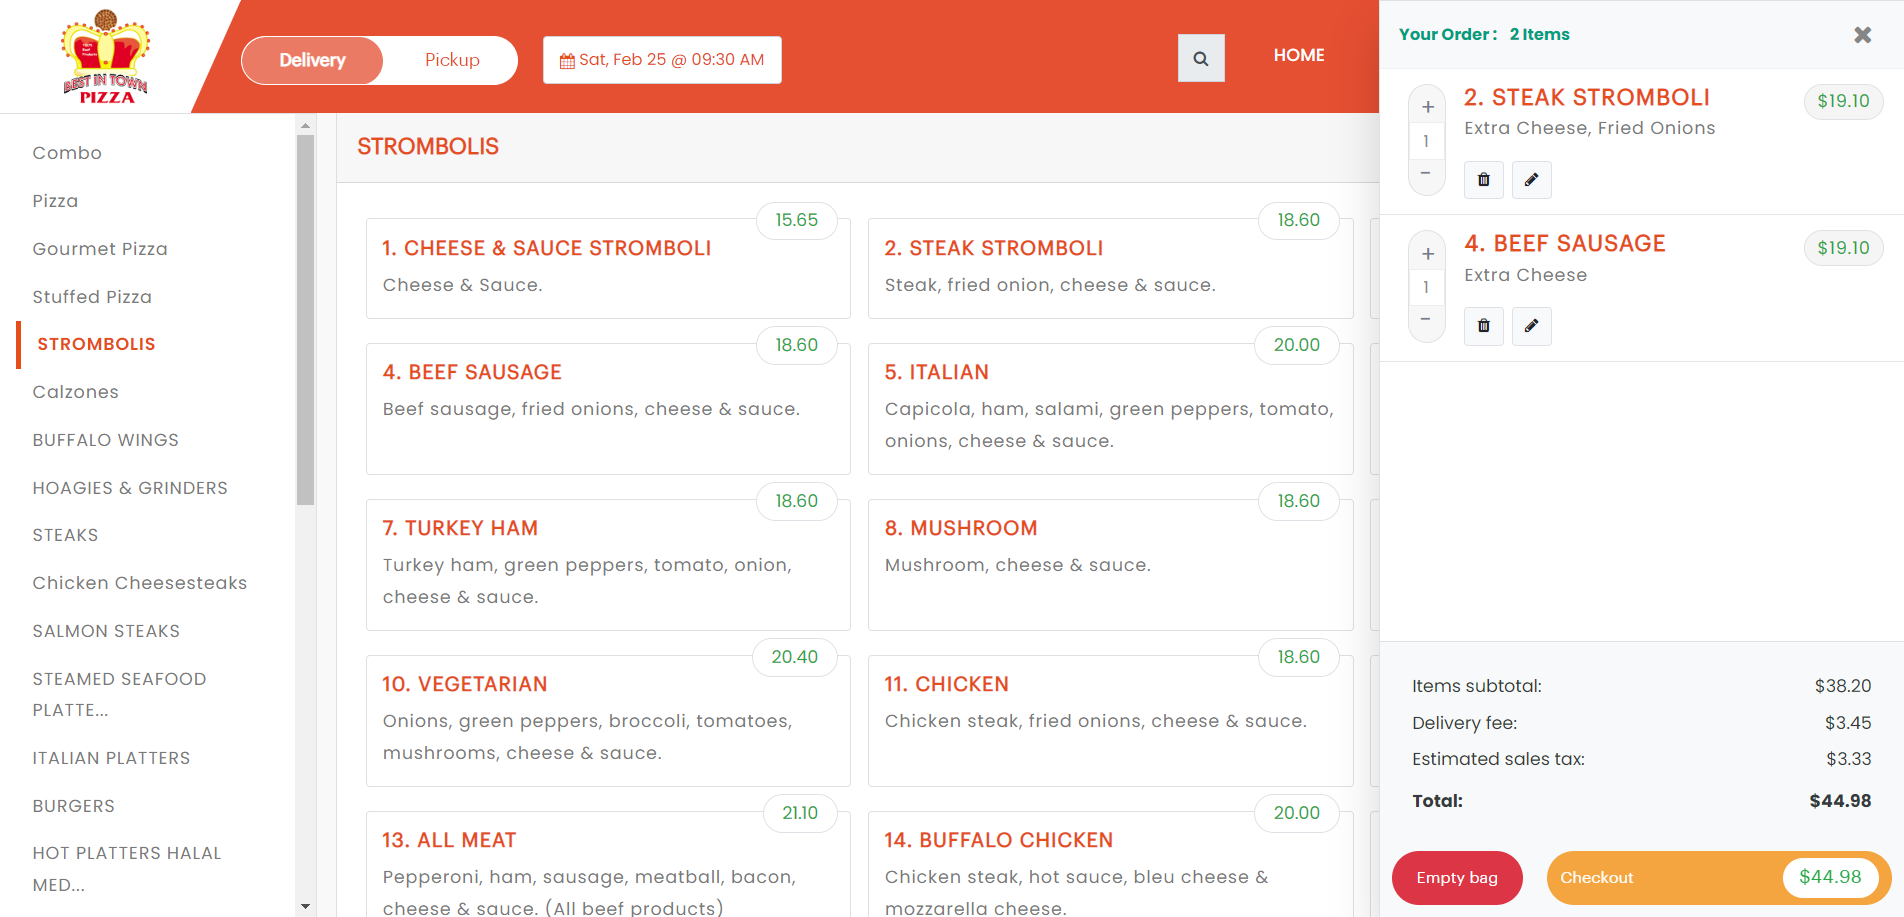 BEST IN TOWN
PIZZA
Delivery
Pickup
Sat, Feb 25 @ 09:30 AM
HOME
Combo
Pizza
Gourmet Pizza
Stuffed Pizza
STROMBOLIS
Calzones
BUFFALO WINGS
HOAGIES & GRINDERS
STEAKS
Chicken Cheesesteaks
SALMON STEAKS
STEAMED SEAFOOD
PLATTE...
ITALIAN PLATTERS
BURGERS
HOT PLATTERS HALAL
MED...
STROMBOLIS
15.65
1. CHEESE & SAUCE STROMBOLI
Cheese & Sauce.
18.60
2. STEAK STROMBOLI
Steak, fried onion, cheese & sauce.
18.60
4. BEEF SAUSAGE
Beef sausage, fried onions, cheese & sauce.
20.00
5. ITALIAN
Capicola, ham, salami, green peppers, tomato,
onions, cheese & sauce.
18.60
7. TURKEY HAM
Turkey ham, green peppers, tomato, onion,
cheese & sauce.
18.60
8. MUSHROOM
Mushroom, cheese & sauce.
20.40
10. VEGETARIAN
Onions, green peppers, broccoli, tomatoes,
mushrooms, cheese & sauce.
18.60
11. CHICKEN
Chicken steak, fried onions, cheese & sauce.
21.10
13. ALL MEAT
Pepperoni, ham, sausage, meatball, bacon,
cheese & sauce. (All beef products)
20.00
14. BUFFALO CHICKEN
Chicken steak, hot sauce, bleu cheese &
mozzarella cheese.
Your Order : 2 Items
+
1
−
2. STEAK STROMBOLI
$19.10
Extra Cheese, Fried Onions
+
1
−
4. BEEF SAUSAGE
$19.10
Extra Cheese
Items subtotal: $38.20
Delivery fee: $3.45
Estimated sales tax: $3.33
Total: $44.98
Empty bag
Checkout
$44.98